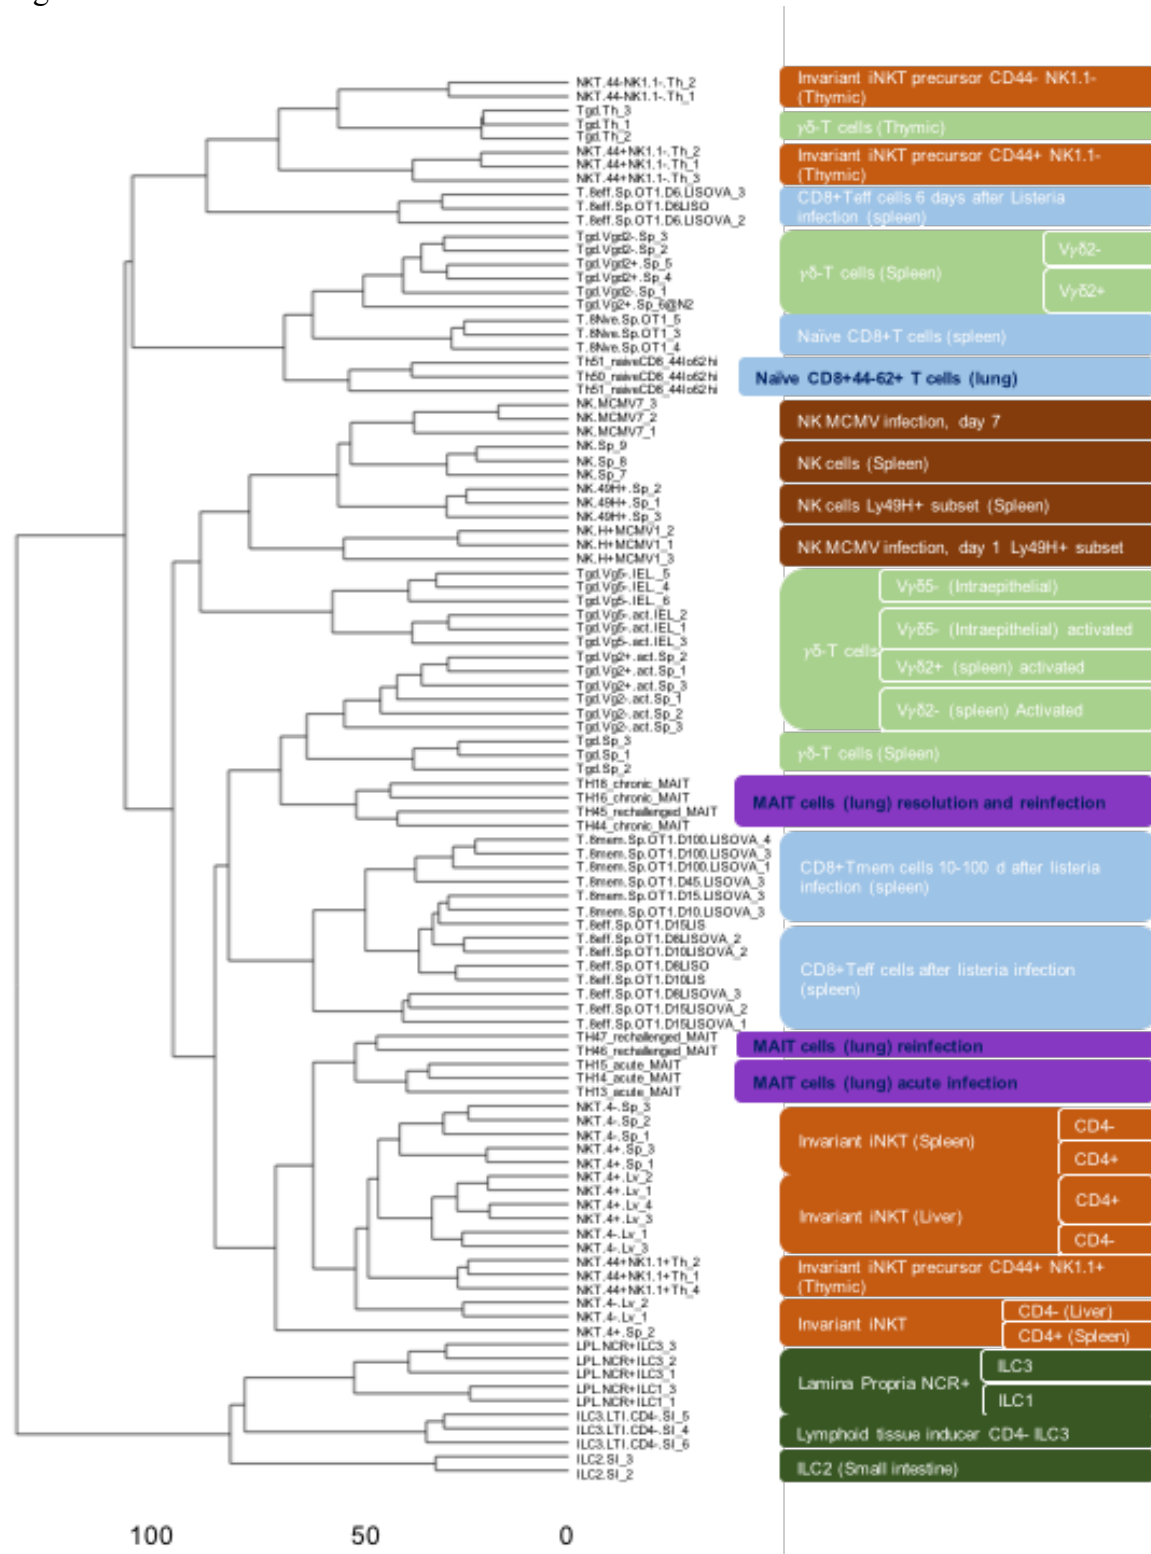 NKT.44-NK1.1-.Th_2
NKT.44-NK1.1-.Th_1
Tgd.Th_3
Tgd.Th_1
Tgd.Th_2
NKT.44+NK1.1-.Th_2
NKT.44+NK1.1-.Th_1
NKT.44+NK1.1-.Th_3
T.8eff.Sp.OT1.D6.LISOVA_3
T.8eff.Sp.OT1.D6LISO
T.8eff.Sp.OT1.D6.LISOVA_2
Tgd.Vgd2-.Sp_3
Tgd.Vgd2-.Sp_2
Tgd.Vgd2+.Sp_5
Tgd.Vgd2+.Sp_4
Tgd.Vgd2-.Sp_1
Tgd.Vg2+.Sp_6@N2
T.8Nve.Sp.OT1_5
T.8Nve.Sp.OT1_3
T.8Nve.Sp.OT1_4
Th51_naiveCD8_44lo62hi
Th50_naiveCD8_44lo62hi
Th51_naiveCD8_44lo62hi
NK.MCMV7_3
NK.MCMV7_2
NK.MCMV7_1
NK.Sp_9
NK.Sp_8
NK.Sp_7
NK.49H+.Sp_2
NK.49H+.Sp_1
NK.49H+.Sp_3
NK.H+MCMV1_2
NK.H+MCMV1_1
NK.H+MCMV1_3
Tgd.Vg5-.IEL._5
Tgd.Vg5-.IEL._4
Tgd.Vg5-.IEL._6
Tgd.Vg5-.act.IEL_2
Tgd.Vg5-.act.IEL_1
Tgd.Vg5-.act.IEL_3
Tgd.Vg2+.act.Sp_2
Tgd.Vg2+.act.Sp_1
Tgd.Vg2+.act.Sp_3
Tgd.Vg2-.act.Sp_1
Tgd.Vg2-.act.Sp_2
Tgd.Vg2-.act.Sp_3
Tgd.Sp_3
Tgd.Sp_1
Tgd.Sp_2
TH18_chronic_MAIT
TH16_chronic_MAIT
TH45_rechallenged_MAIT
TH44_chronic_MAIT
T.8mem.Sp.OT1.D100.LISOVA_4
T.8mem.Sp.OT1.D100.LISOVA_3
T.8mem.Sp.OT1.D100.LISOVA_1
T.8mem.Sp.OT1.D45.LISOVA_3
T.8mem.Sp.OT1.D15.LISOVA_3
T.8mem.Sp.OT1.D10.LISOVA_3
T.8eff.Sp.OT1.D15LIS
T.8eff.Sp.OT1.D8LISOVA_2
T.8eff.Sp.OT1.D10LISOVA_2
T.8eff.Sp.OT1.D8LISO
T.8eff.Sp.OT1.D10LIS
T.8eff.Sp.OT1.D8LISOVA_3
T.8eff.Sp.OT1.D15LISOVA_2
T.8eff.Sp.OT1.D15LISOVA_1
TH47_rechallenged_MAIT
TH46_rechallenged_MAIT
TH15_acute_MAIT
TH14_acute_MAIT
TH13_acute_MAIT
NKT.4-.Sp_3
NKT.4-.Sp_2
NKT.4-.Sp_1
NKT.4+.Sp_3
NKT.4+.Sp_1
NKT.4+.Lv_2
NKT.4+.Lv_1
NKT.4+.Lv_4
NKT.4+.Lv_3
NKT.4-.Lv_1
NKT.4-.Lv_3
NKT.44+NK1.1+Th_2
NKT.44+NK1.1+Th_1
NKT.44+NK1.1+Th_4
NKT.4-.Lv_2
NKT.4-.Lv_1
NKT.4+.Sp_2
LPL.NCR+ILC3_3
LPL.NCR+ILC3_2
LPL.NCR+ILC3_1
LPL.NCR+ILC1_3
LPL.NCR+ILC1_1
ILC3.LTI.CD4-.SI_5
ILC3.LTI.CD4-.SI_4
ILC3.LTI.CD4-.SI_6
ILC2.SI_3
ILC2.SI_2
Invariant iNKT precursor CD44- NK1.1-
(Thymic)
γδ-T cells (Thymic)
Invariant iNKT precursor CD44+ NK1.1-
(Thymic)
CD8+Teff cells 6 days after Listeria
infection (spleen)
γδ-T cells (Spleen)
Vγδ2-
Vγδ2+
Naïve CD8+T cells (spleen)
Naïve CD8+44-62+ T cells (lung)
NK MCMV infection, day 7
NK cells (Spleen)
NK cells Ly49H+ subset (Spleen)
NK MCMV infection, day 1 Ly49H+ subset
γδ-T cells
Vγδ5- (Intraepithelial)
Vγδ5- (Intraepithelial) activated
Vγδ2+ (spleen) activated
Vγδ2- (spleen) Activated
γδ-T cells (Spleen)
MAIT cells (lung) resolution and reinfection
CD8+Tmem cells 10-100 d after listeria
infection (spleen)
CD8+Teff cells after listeria infection
(spleen)
MAIT cells (lung) reinfection
MAIT cells (lung) acute infection
Invariant iNKT (Spleen)
CD4-
CD4+
Invariant iNKT (Liver)
CD4+
CD4-
Invariant iNKT precursor CD44+ NK1.1+
(Thymic)
Invariant iNKT
CD4- (Liver)
CD4+ (Spleen)
Lamina Propria NCR+
ILC3
ILC1
Lymphoid tissue inducer CD4- ILC3
ILC2 (Small intestine)
100 50 0